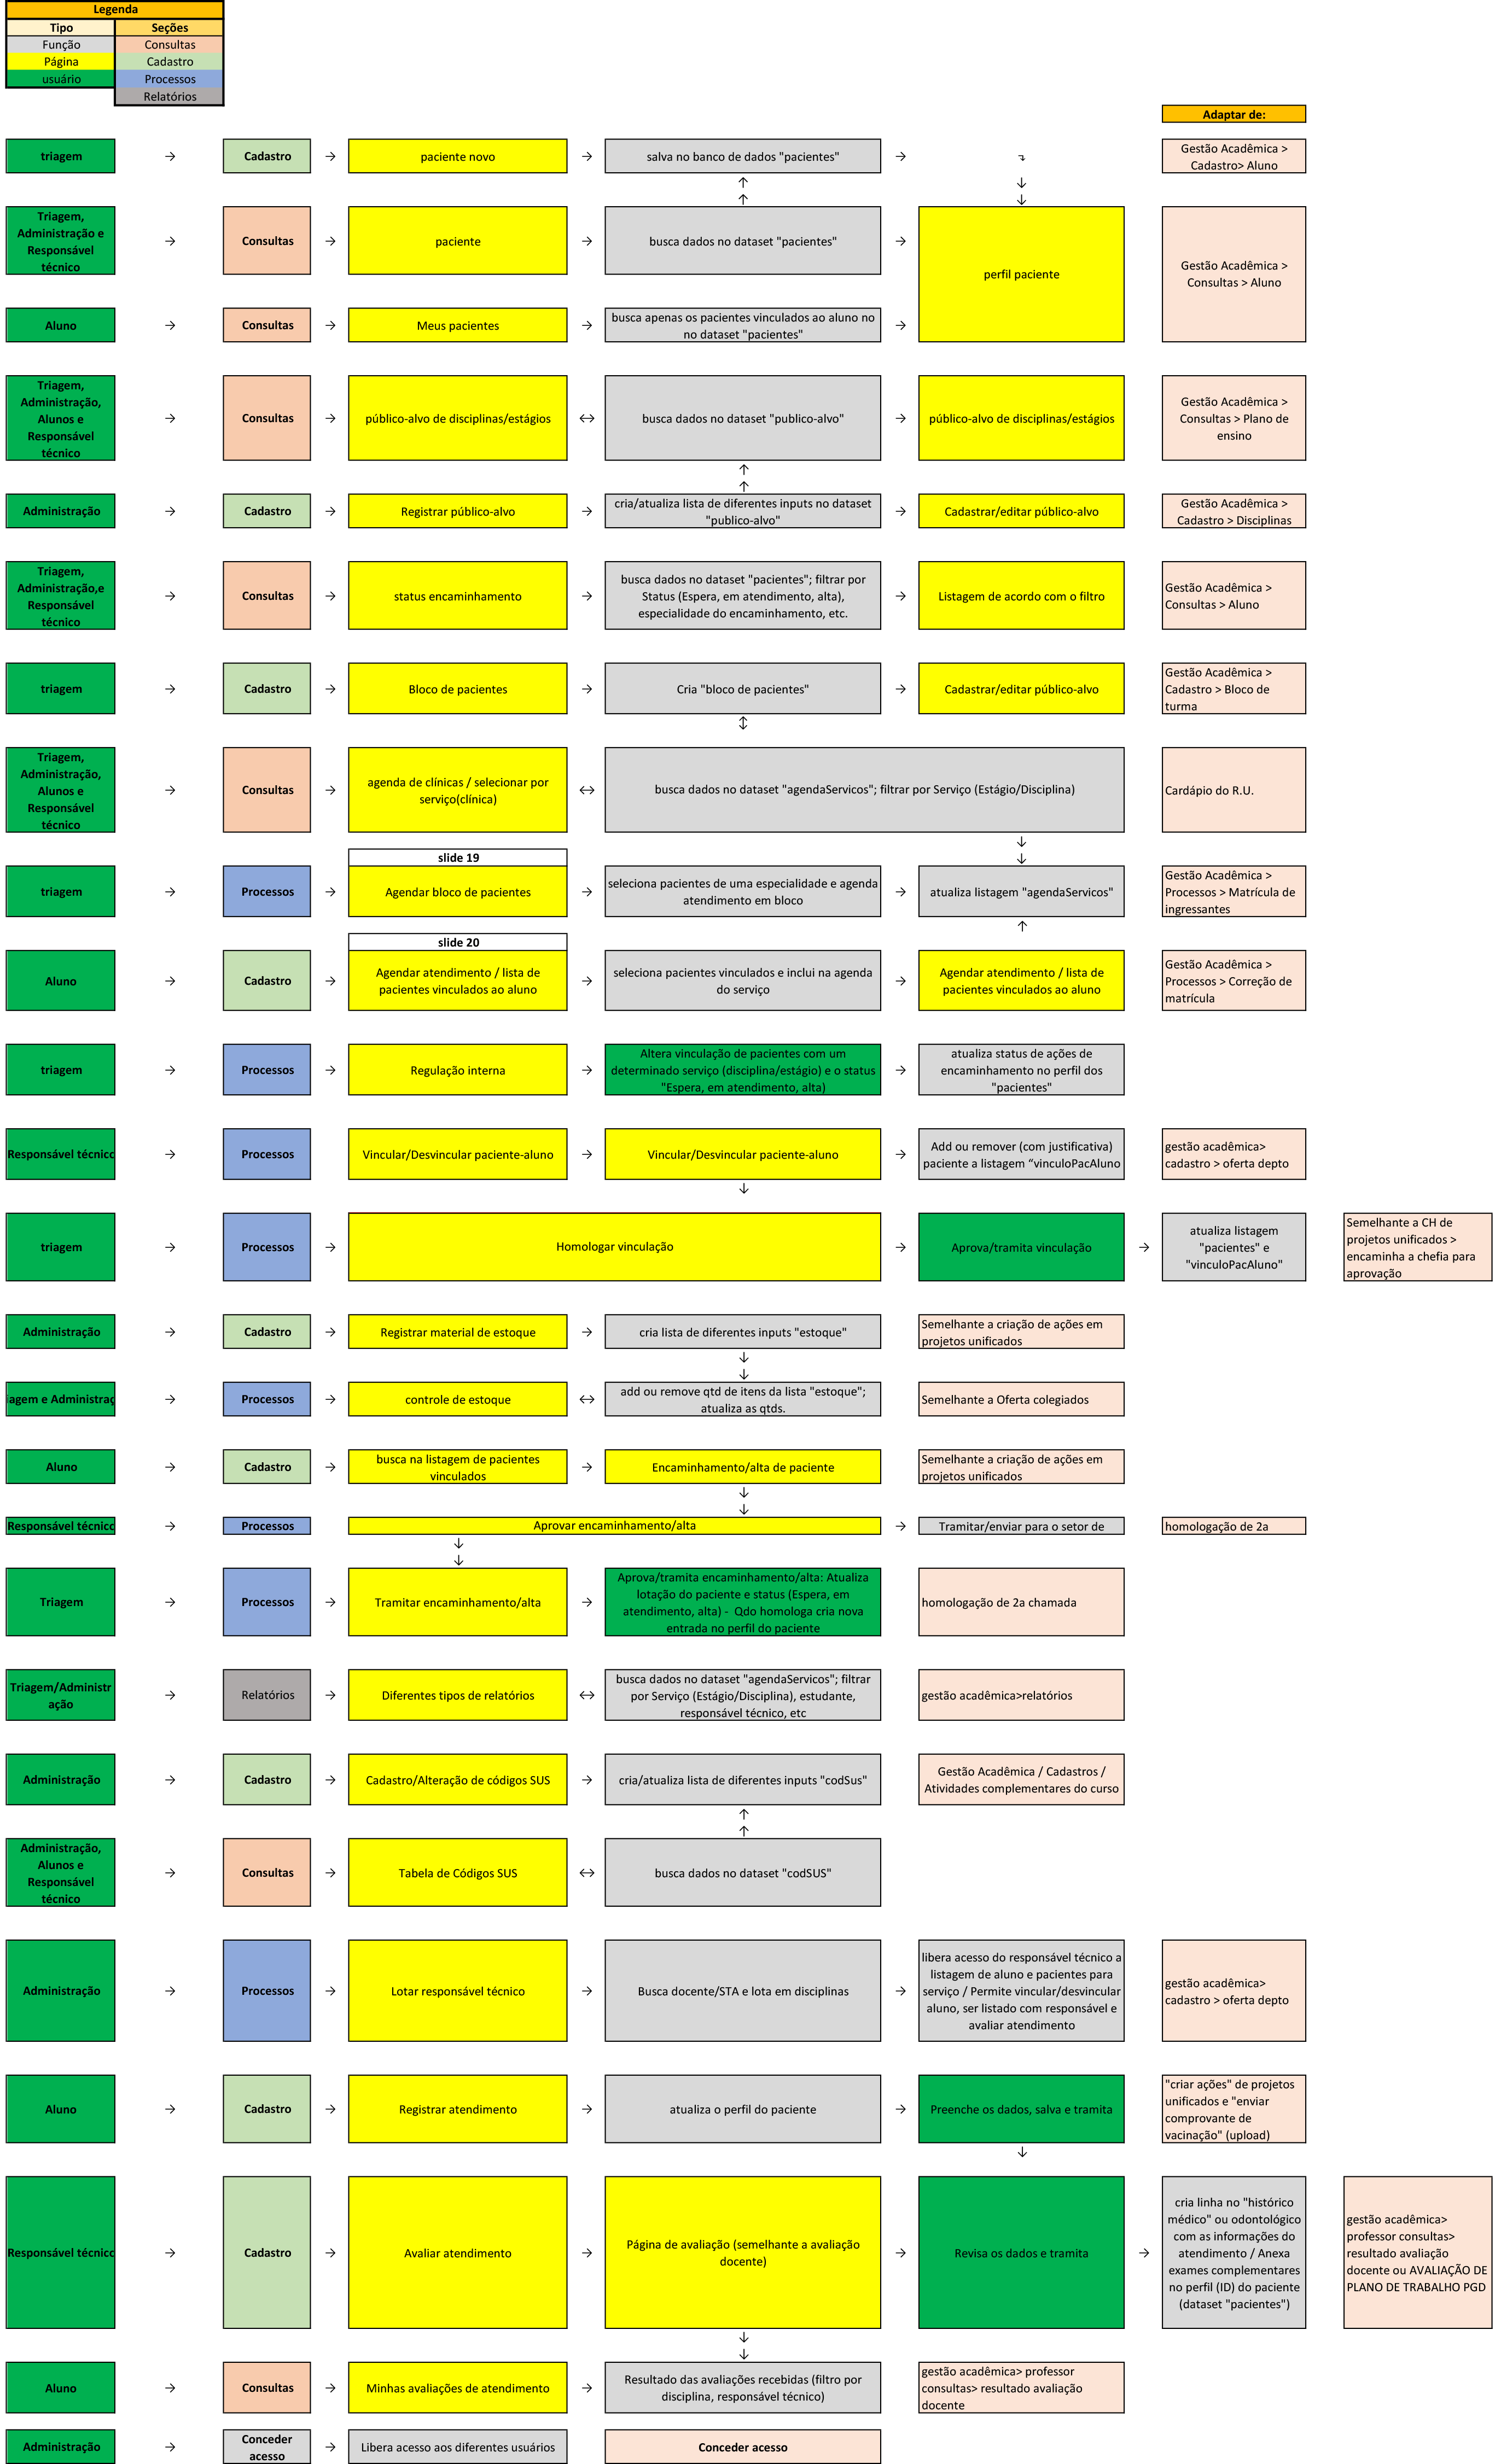 Legenda
Tipo Seções
Função Consultas
Página Cadastro
usuário Processos
Relatórios
Adaptar de:
triagem → Cadastro → paciente novo → salva no banco de dados "pacientes" → ↴
Gestão Acadêmica >
Cadastro> Aluno
↑ ↓
↑ ↓
Triagem,
Administração e
Responsável
técnico
→ Consultas → paciente → busca dados no dataset "pacientes" →
perfil paciente
Gestão Acadêmica >
Consultas > Aluno
Aluno → Consultas → Meus pacientes →
busca apenas os pacientes vinculados ao aluno no
no dataset "pacientes"
→
Triagem,
Administração,
Alunos e
Responsável
técnico
→ Consultas → público-alvo de disciplinas/estágios ↔ busca dados no dataset "publico-alvo" → público-alvo de disciplinas/estágios
Gestão Acadêmica >
Consultas > Plano de
ensino
↑
↑
Administração → Cadastro → Registrar público-alvo →
cria/atualiza lista de diferentes inputs no dataset
"publico-alvo"
→ Cadastrar/editar público-alvo
Gestão Acadêmica >
Cadastro > Disciplinas
Triagem,
Administração,e
Responsável
técnico
→ Consultas → status encaminhamento →
busca dados no dataset "pacientes"; filtrar por
Status (Espera, em atendimento, alta),
especialidade do encaminhamento, etc.
→ Listagem de acordo com o filtro
Gestão Acadêmica >
Consultas > Aluno
triagem → Cadastro → Bloco de pacientes → Cria "bloco de pacientes" → Cadastrar/editar público-alvo
Gestão Acadêmica >
Cadastro > Bloco de
turma
↕
Triagem,
Administração,
Alunos e
Responsável
técnico
→ Consultas →
agenda de clínicas / selecionar por
serviço(clínica)
↔ busca dados no dataset "agendaServicos"; filtrar por Serviço (Estágio/Disciplina)
Cardápio do R.U.
↓
↓
slide 19
triagem → Processos → Agendar bloco de pacientes →
seleciona pacientes de uma especialidade e agenda
atendimento em bloco
→ atualiza listagem "agendaServicos"
Gestão Acadêmica >
Processos > Matrícula de
ingressantes
↑
slide 20
Aluno → Cadastro →
Agendar atendimento / lista de
pacientes vinculados ao aluno
→
seleciona pacientes vinculados e inclui na agenda
do serviço
→
Agendar atendimento / lista de
pacientes vinculados ao aluno
Gestão Acadêmica >
Processos > Correção de
matrícula
triagem → Processos → Regulação interna →
Altera vinculação de pacientes com um
determinado serviço (disciplina/estágio) e o status
"Espera, em atendimento, alta)
→
atualiza status de ações de
encaminhamento no perfil dos
"pacientes"
Responsável técnico → Processos → Vincular/Desvincular paciente-aluno → Vincular/Desvincular paciente-aluno →
Add ou remover (com justificativa)
paciente a listagem “vinculoPacAluno
gestão acadêmica>
cadastro > oferta depto
↓
triagem → Processos → Homologar vinculação → Aprova/tramita vinculação →
atualiza listagem
"pacientes" e
"vinculoPacAluno"
Semelhante a CH de
projetos unificados >
encaminha a chefia para
aprovação
Administração → Cadastro → Registrar material de estoque → cria lista de diferentes inputs "estoque"
Semelhante a criação de ações em
projetos unificados
↓
↓
iagem e Administraç → Processos → controle de estoque ↔
add ou remove qtd de itens da lista "estoque";
atualiza as qtds.
Semelhante a Oferta colegiados
Aluno → Cadastro →
busca na listagem de pacientes
vinculados
→ Encaminhamento/alta de paciente
Semelhante a criação de ações em
projetos unificados
↓
↓
Responsável técnico → Processos → Aprovar encaminhamento/alta → Tramitar/enviar para o setor de homologação de 2a
↓
↓
Triagem → Processos → Tramitar encaminhamento/alta →
Aprova/tramita encaminhamento/alta: Atualiza
lotação do paciente e status (Espera, em
atendimento, alta) - Qdo homologa cria nova
entrada no perfil do paciente
homologação de 2a chamada
Triagem/Administr
ação
→ Relatórios → Diferentes tipos de relatórios ↔
busca dados no dataset "agendaServicos"; filtrar
por Serviço (Estágio/Disciplina), estudante,
responsável técnico, etc
gestão acadêmica>relatórios
Administração → Cadastro → Cadastro/Alteração de códigos SUS → cria/atualiza lista de diferentes inputs "codSus"
Gestão Acadêmica / Cadastros /
Atividades complementares do curso
↑
↑
Administração,
Alunos e
Responsável
técnico
→ Consultas → Tabela de Códigos SUS ↔ busca dados no dataset "codSUS"
Administração → Processos → Lotar responsável técnico → Busca docente/STA e lota em disciplinas →
libera acesso do responsável técnico a
listagem de aluno e pacientes para
serviço / Permite vincular/desvincular
aluno, ser listado com responsável e
avaliar atendimento
gestão acadêmica>
cadastro > oferta depto
Aluno → Cadastro → Registrar atendimento → atualiza o perfil do paciente → Preenche os dados, salva e tramita
"criar ações" de projetos
unificados e "enviar
comprovante de
vacinação" (upload)
↓
Responsável técnico → Cadastro → Avaliar atendimento →
Página de avaliação (semelhante a avaliação
docente)
→ Revisa os dados e tramita →
cria linha no "histórico
médico" ou odontológico
com as informações do
atendimento / Anexa
exames complementares
no perfil (ID) do paciente
(dataset "pacientes")
gestão acadêmica>
professor consultas>
resultado avaliação
docente ou AVALIAÇÃO DE
PLANO DE TRABALHO PGD
↓
↓
Aluno → Consultas → Minhas avaliações de atendimento →
Resultado das avaliações recebidas (filtro por
disciplina, responsável técnico)
gestão acadêmica> professor
consultas> resultado avaliação
docente
Administração →
Conceder
acesso
→ Libera acesso aos diferentes usuários
Conceder acesso